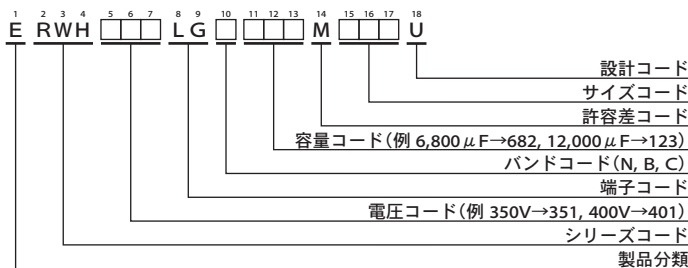 1 2 3 4 5 6 7 8 9 10 11 12 13 14 15 16 17 18
E RWH □□□ LG □ □□□ M □□□ U
設計コード
サイズコード
許容差コード
容量コード(例 6,800μF→682, 12,000μF→123)
バンドコード(N, B, C)
端子コード
電圧コード(例 350V→351, 400V→401)
シリーズコード
製品分類